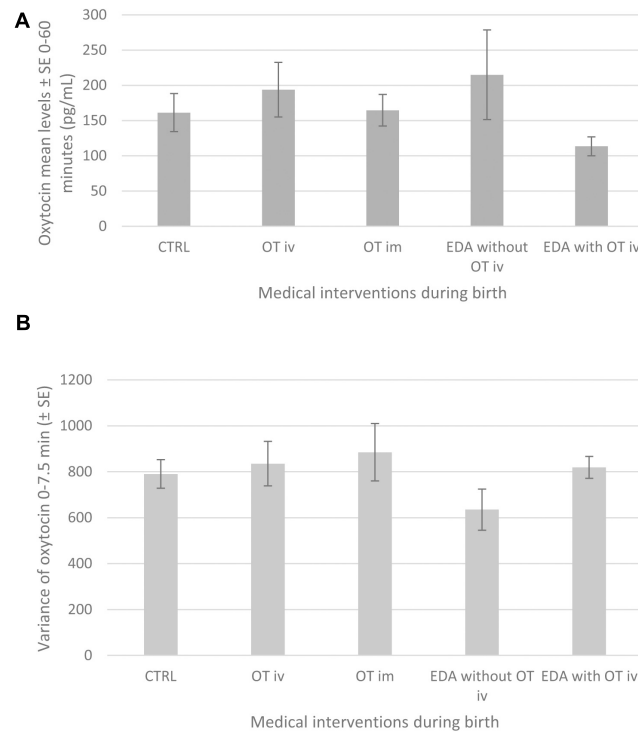 A
Oxytocin mean levels ± SE 0-60
minutes (pg/mL)
300
250
200
150
100
50
0
CTRL
OT iv
OT im
EDA without
OT iv
EDA with OT iv
Medical interventions during birth
B
Variance of oxytocin 0-7.5 min (± SE)
1200
1000
800
600
400
200
0
CTRL
OT iv
OT im
EDA without OT
iv
EDA with OT iv
Medical interventions during birth